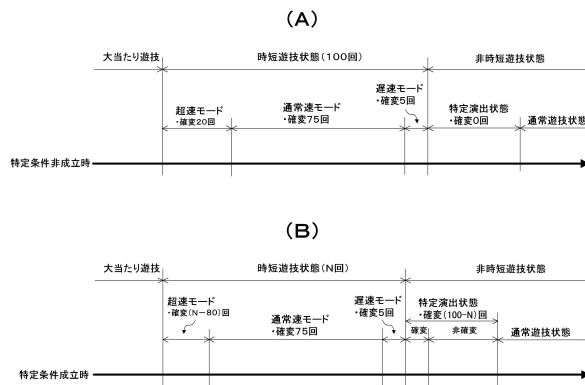 (A)
大当たり遊技
時短遊技状態(100回)
非時短遊技状態
超速モード
・確変20回
通常速モード
・確変75回
遅速モード
・確変5回
特定演出状態
・確変0回
通常遊技状態
特定条件非成立時
(B)
大当たり遊技
時短遊技状態(N回)
非時短遊技状態
超速モード
・確変(N-80)回
通常速モード
・確変75回
遅速モード
・確変5回
特定演出状態
・確変(100-N)回
確変
非確変
通常遊技状態
特定条件成立時